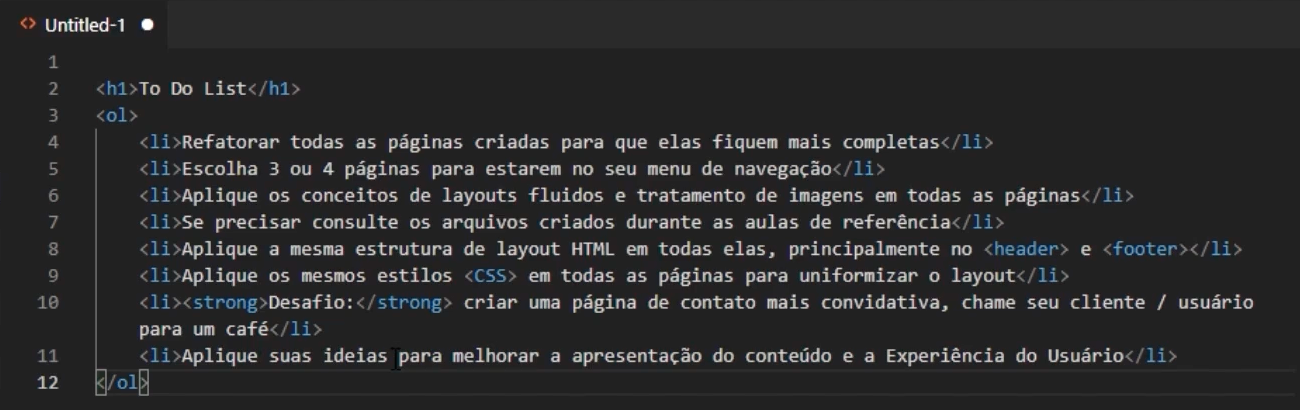 <> Untitled-1
1
2 <h1>To Do List</h1>
3 <ol>
4 <li>Refatorar todas as páginas criadas para que elas fiquem mais completas</li>
5 <li>Escolha 3 ou 4 páginas para estarem no seu menu de navegação</li>
6 <li>Aplique os conceitos de layouts fluidos e tratamento de imagens em todas as páginas</li>
7 <li>Se precisar consulte os arquivos criados durante as aulas de referência</li>
8 <li>Aplique a mesma estrutura de layout HTML em todas elas, principalmente no <header> e <footer></li>
9 <li>Aplique os mesmos estilos <CSS> em todas as páginas para uniformizar o layout</li>
10 <li><strong>Desafio:</strong> criar uma página de contato mais convidativa, chame seu cliente / usuário
para um café</li>
11 <li>Aplique suas ideias para melhorar a apresentação do conteúdo e a Experiência do Usuário</li>
12 </ol>